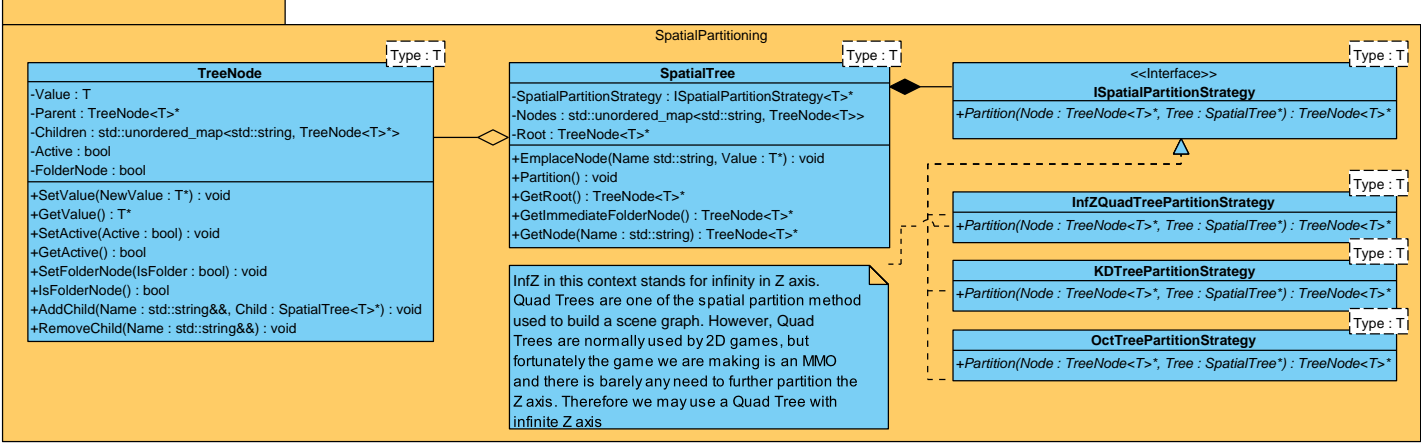 SpatialPartitioning
Type : T
TreeNode
-Value : T
-Parent : TreeNode<T>*
-Children : std::unordered_map<std::string, TreeNode<T>*>
-Active : bool
-FolderNode : bool
+SetValue(NewValue : T*) : void
+GetValue() : T*
+SetActive(Active : bool) : void
+GetActive() : bool
+SetFolderNode(IsFolder : bool) : void
+IsFolderNode() : bool
+AddChild(Name : std::string&&, Child : SpatialTree<T>*) : void
+RemoveChild(Name : std::string&&) : void
Type : T
SpatialTree
-SpatialPartitionStrategy : ISpatialPartitionStrategy<T>*
-Nodes : std::unordered_map<std::string, TreeNode<T>>
-Root : TreeNode<T>*
+EmplaceNode(Name std::string, Value : T*) : void
+Partition() : void
+GetRoot() : TreeNode<T>*
+GetImmediateFolderNode() : TreeNode<T>*
+GetNode(Name : std::string) : TreeNode<T>*
InfZ in this context stands for infinity in Z axis.
Quad Trees are one of the spatial partition method
used to build a scene graph. However, Quad
Trees are normally used by 2D games, but
fortunately the game we are making is an MMO
and there is barely any need to further partition the
Z axis. Therefore we may use a Quad Tree with
infinite Z axis
Type : T
<<Interface>>
ISpatialPartitionStrategy
+Partition(Node : TreeNode<T>*, Tree : SpatialTree*) : TreeNode<T>*
Type : T
InfZQuadTreePartitionStrategy
+Partition(Node : TreeNode<T>*, Tree : SpatialTree*) : TreeNode<T>*
Type : T
KDTreePartitionStrategy
+Partition(Node : TreeNode<T>*, Tree : SpatialTree*) : TreeNode<T>*
Type : T
OctTreePartitionStrategy
+Partition(Node : TreeNode<T>*, Tree : SpatialTree*) : TreeNode<T>*